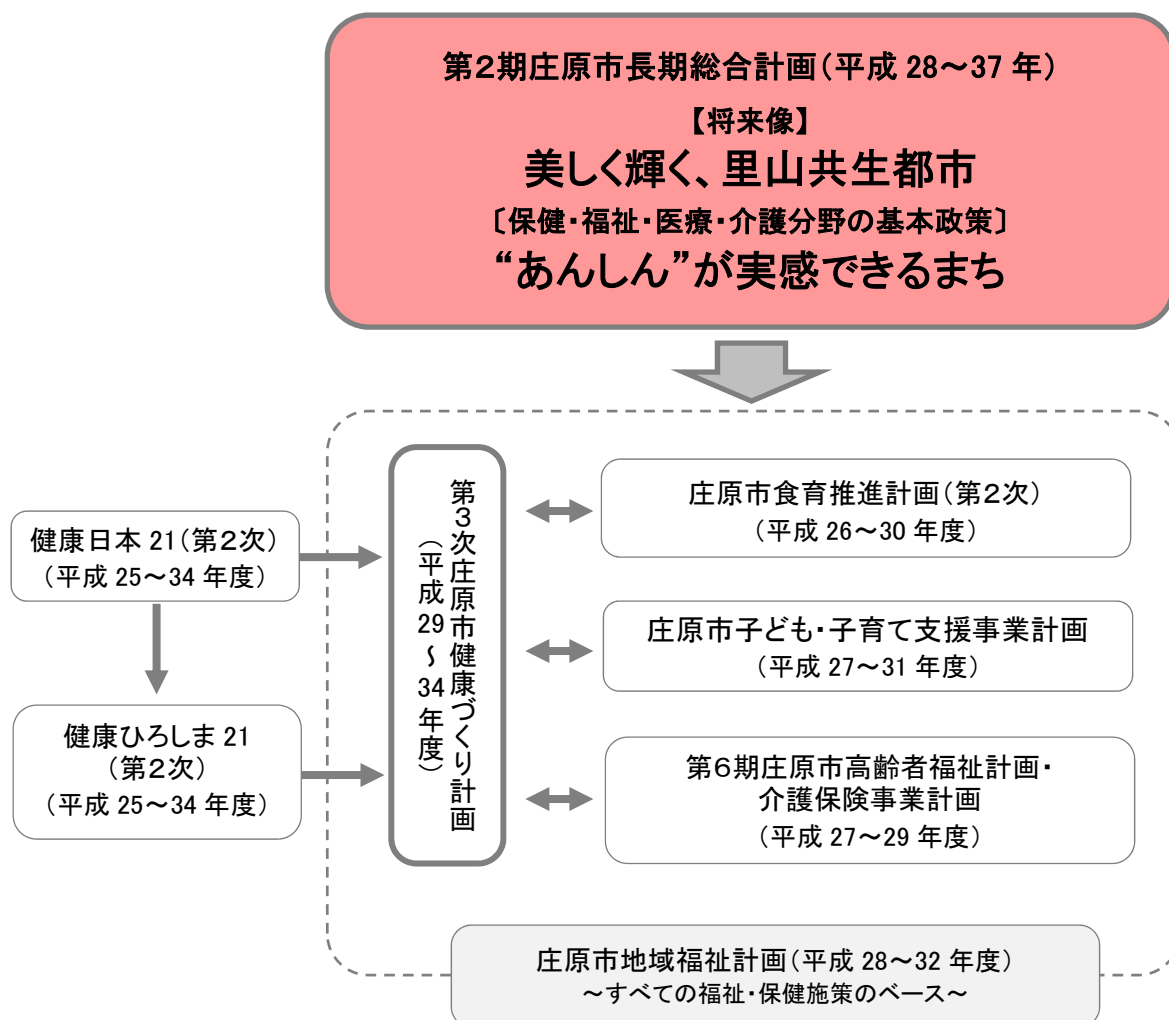 第2期庄原市長期総合計画(平成 28～37 年)
【将来像】
美しく輝く、里山共生都市
〔保健・福祉・医療・介護分野の基本政策〕
“あんしん”が実感できるまち
健康日本 21(第2次)
(平成 25～34 年度)
健康ひろしま 21
(第2次)
(平成 25～34 年度)
第3次庄原市健康づくり計画
(平成29～34年度)
庄原市食育推進計画(第2次)
(平成 26～30 年度)
庄原市子ども・子育て支援事業計画
(平成 27～31 年度)
第6期庄原市高齢者福祉計画・
介護保険事業計画
(平成 27～29 年度)
庄原市地域福祉計画(平成 28～32 年度)
～すべての福祉・保健施策のベース～